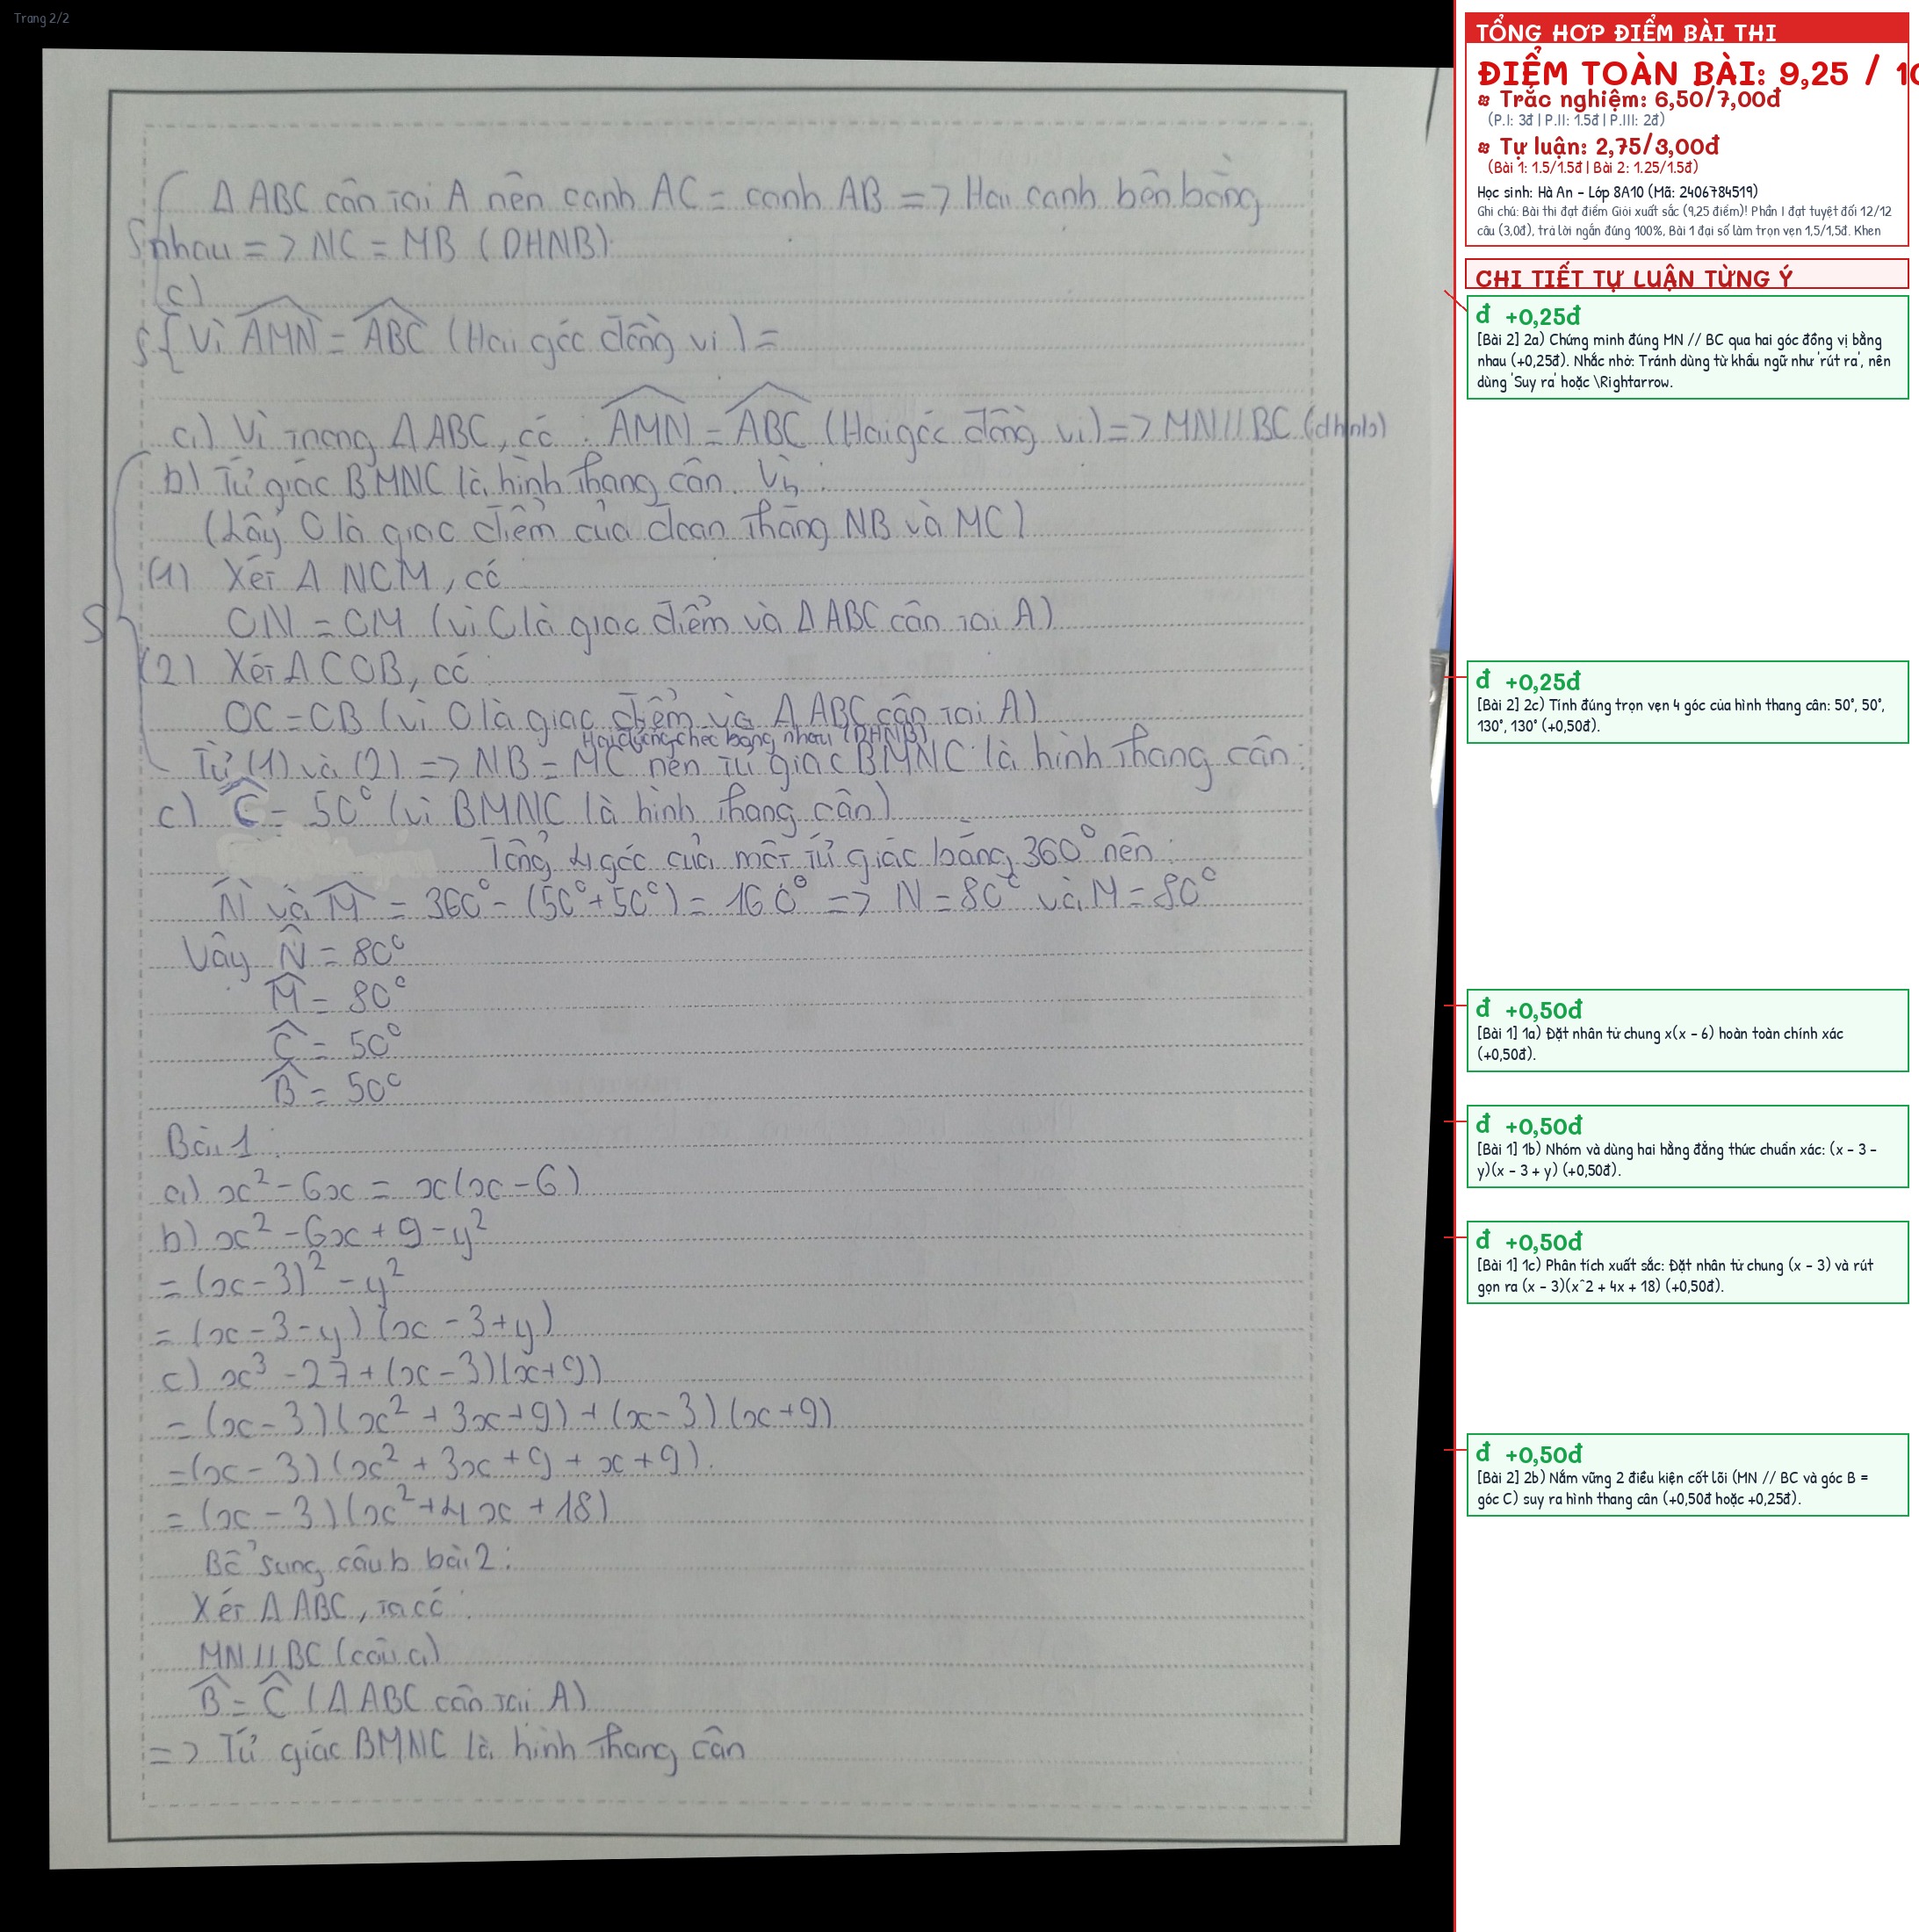 Trang 2/2
Δ ABC cân tại A nên cạnh AC = cạnh AB => Hai cạnh bên bằng
S nhau => NC = MB (DHNB)
c)
S { Vì AMN = ABC (Hai góc đồng vị) =
a) Vì trong Δ ABC, có : AMN = ABC (Hai góc đồng vị) => MN // BC (dhnb)
b) Tứ giác BMNC là hình thang cân. Vì :
(Lấy O là giao điểm của đoạn thẳng NB và MC)
(1) Xét Δ NOM, có
ON = OM (vì O là giao điểm và Δ ABC cân tại A)
S
(2) Xét Δ COB, có :
OC = OB (vì O là giao điểm và Δ ABC cân tại A)
Hai đường chéo bằng nhau (DHNB)
Từ (1) và (2) => NB = MC nên tứ giác BMNC là hình thang cân.
c) C = 50° (vì BMNC là hình thang cân)
Tổng 4 góc của một tứ giác bằng 360° nên :
N và M = 360° - (50° + 50°) = 160° => N = 80° và M = 80°
Vậy N = 80°
M = 80°
C = 50°
B = 50°
Bài 1 :
a) x² - 6x = x(x - 6)
b) x² - 6x + 9 - y²
= (x - 3)² - y²
= (x - 3 - y) (x - 3 + y)
c) x³ - 27 + (x - 3)(x + 9)
= (x - 3)(x² + 3x + 9) + (x - 3)(x + 9)
= (x - 3)(x² + 3x + 9 + x + 9).
= (x - 3)(x² + 4x + 18)
Bổ sung câu b bài 2 :
Xét Δ ABC, ta có :
MN // BC (câu a)
B = C (Δ ABC cân tại A)
=> Tứ giác BMNC là hình thang cân
TỔNG HỢP ĐIỂM BÀI THI
ĐIỂM TOÀN BÀI: 9,25 / 10
Trắc nghiệm: 6,50/7,00đ
(P.I: 3đ | P.II: 1.5đ | P.III: 2đ)
Tự luận: 2,75/3,00đ
(Bài 1: 1.5/1.5đ | Bài 2: 1.25/1.5đ)
Học sinh: Hà An - Lớp 8A10 (Mã: 2406784519)
Ghi chú: Bài thi đạt điểm Giỏi xuất sắc (9,25 điểm)! Phần I đạt tuyệt đối 12/12
câu (3,0đ), trả lời ngắn đúng 100%, Bài 1 đại số làm trọn vẹn 1,5/1,5đ. Khen
CHI TIẾT TỰ LUẬN TỪNG Ý
đ +0,25đ
[Bài 2] 2a) Chứng minh đúng MN // BC qua hai góc đồng vị bằng
nhau (+0,25đ). Nhắc nhở: Tránh dùng từ khẩu ngữ như 'rút ra', nên
dùng 'Suy ra' hoặc \Rightarrow.
đ +0,25đ
[Bài 2] 2c) Tính đúng trọn vẹn 4 góc của hình thang cân: 50°, 50°,
130°, 130° (+0,50đ).
đ +0,50đ
[Bài 1] 1a) Đặt nhân tử chung x(x - 6) hoàn toàn chính xác
(+0,50đ).
đ +0,50đ
[Bài 1] 1b) Nhóm và dùng hai hằng đẳng thức chuẩn xác: (x - 3 -
y)(x - 3 + y) (+0,50đ).
đ +0,50đ
[Bài 1] 1c) Phân tích xuất sắc: Đặt nhân tử chung (x - 3) và rút
gọn ra (x - 3)(x^2 + 4x + 18) (+0,50đ).
đ +0,50đ
[Bài 2] 2b) Nắm vững 2 điều kiện cốt lõi (MN // BC và góc B =
góc C) suy ra hình thang cân (+0,50đ hoặc +0,25đ).